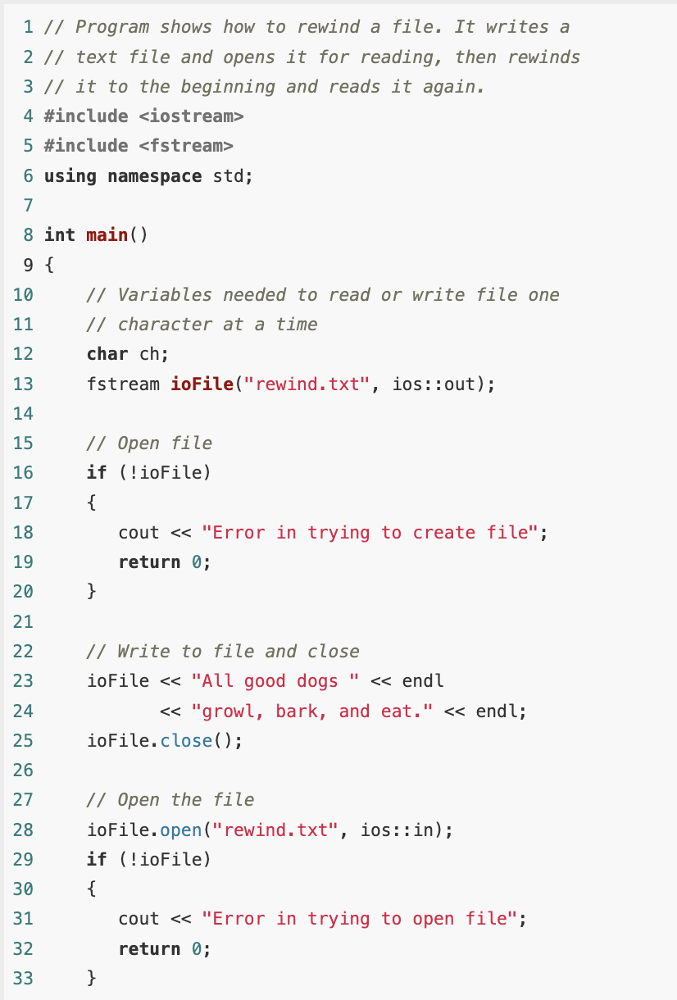 1 // Program shows how to rewind a file. It writes a
2 // text file and opens it for reading, then rewinds
3 // it to the beginning and reads it again.
4 #include <iostream>
5 #include <fstream>
6 using namespace std;
7
8 int main()
9 {
10     // Variables needed to read or write file one
11     // character at a time
12     char ch;
13     fstream ioFile("rewind.txt", ios::out);
14
15     // Open file
16     if (!ioFile)
17     {
18        cout << "Error in trying to create file";
19        return 0;
20     }
21
22     // Write to file and close
23     ioFile << "All good dogs " << endl
24            << "growl, bark, and eat." << endl;
25     ioFile.close();
26
27     // Open the file
28     ioFile.open("rewind.txt", ios::in);
29     if (!ioFile)
30     {
31        cout << "Error in trying to open file";
32        return 0;
33     }